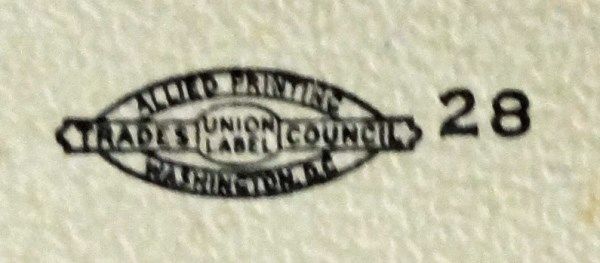 ALLIED PRINTING
TRADES UNION LABEL COUNCIL 28
WASHINGTON, D.C.